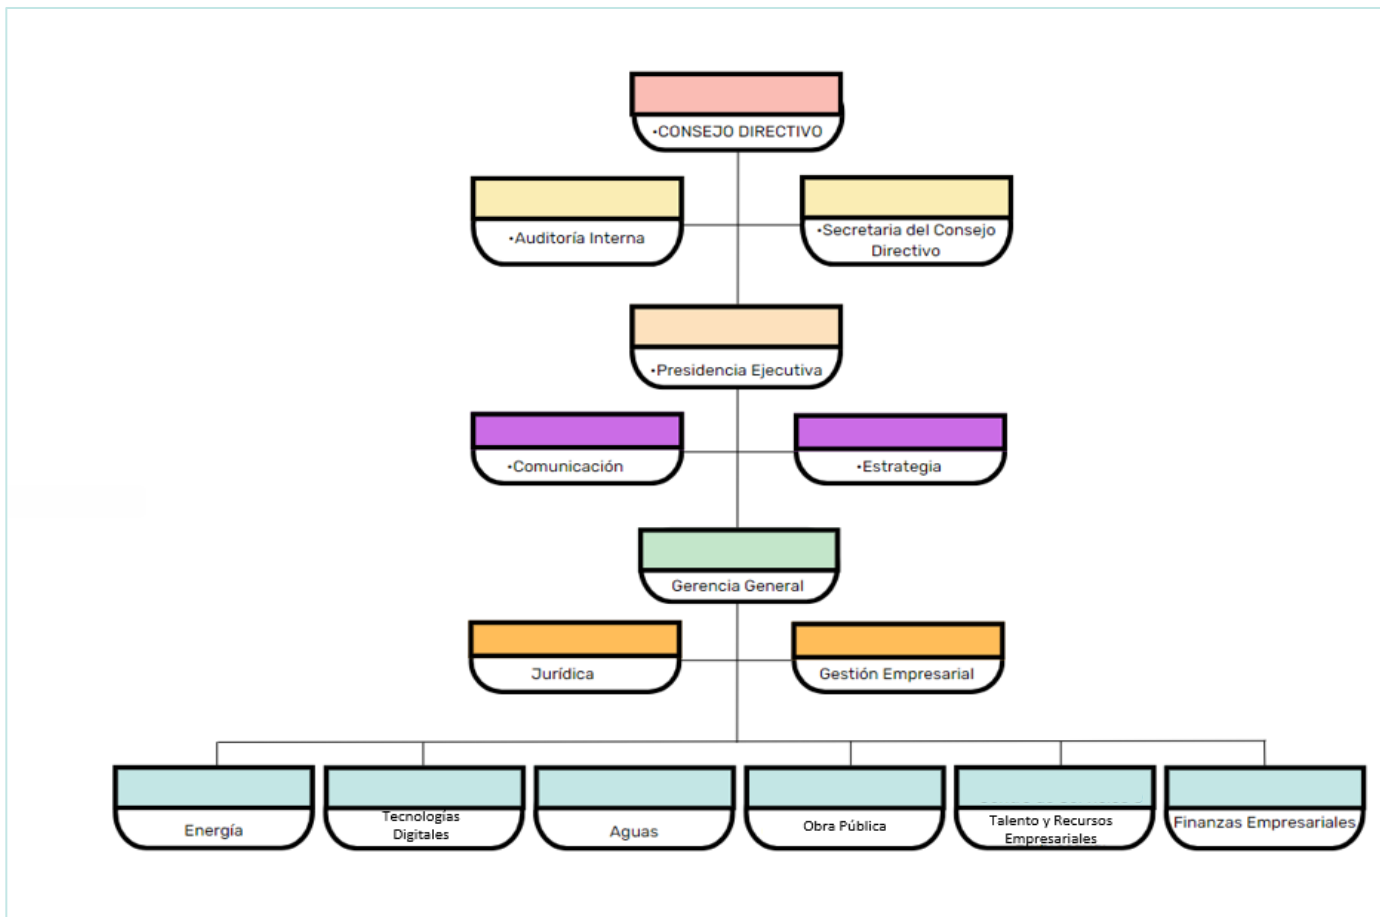 •CONSEJO DIRECTIVO
•Auditoría Interna
•Secretaria del Consejo
Directivo
•Presidencia Ejecutiva
•Comunicación
•Estrategia
Gerencia General
Jurídica
Gestión Empresarial
Energía
Tecnologías
Digitales
Aguas
Obra Pública
Talento y Recursos
Empresariales
Finanzas Empresariales